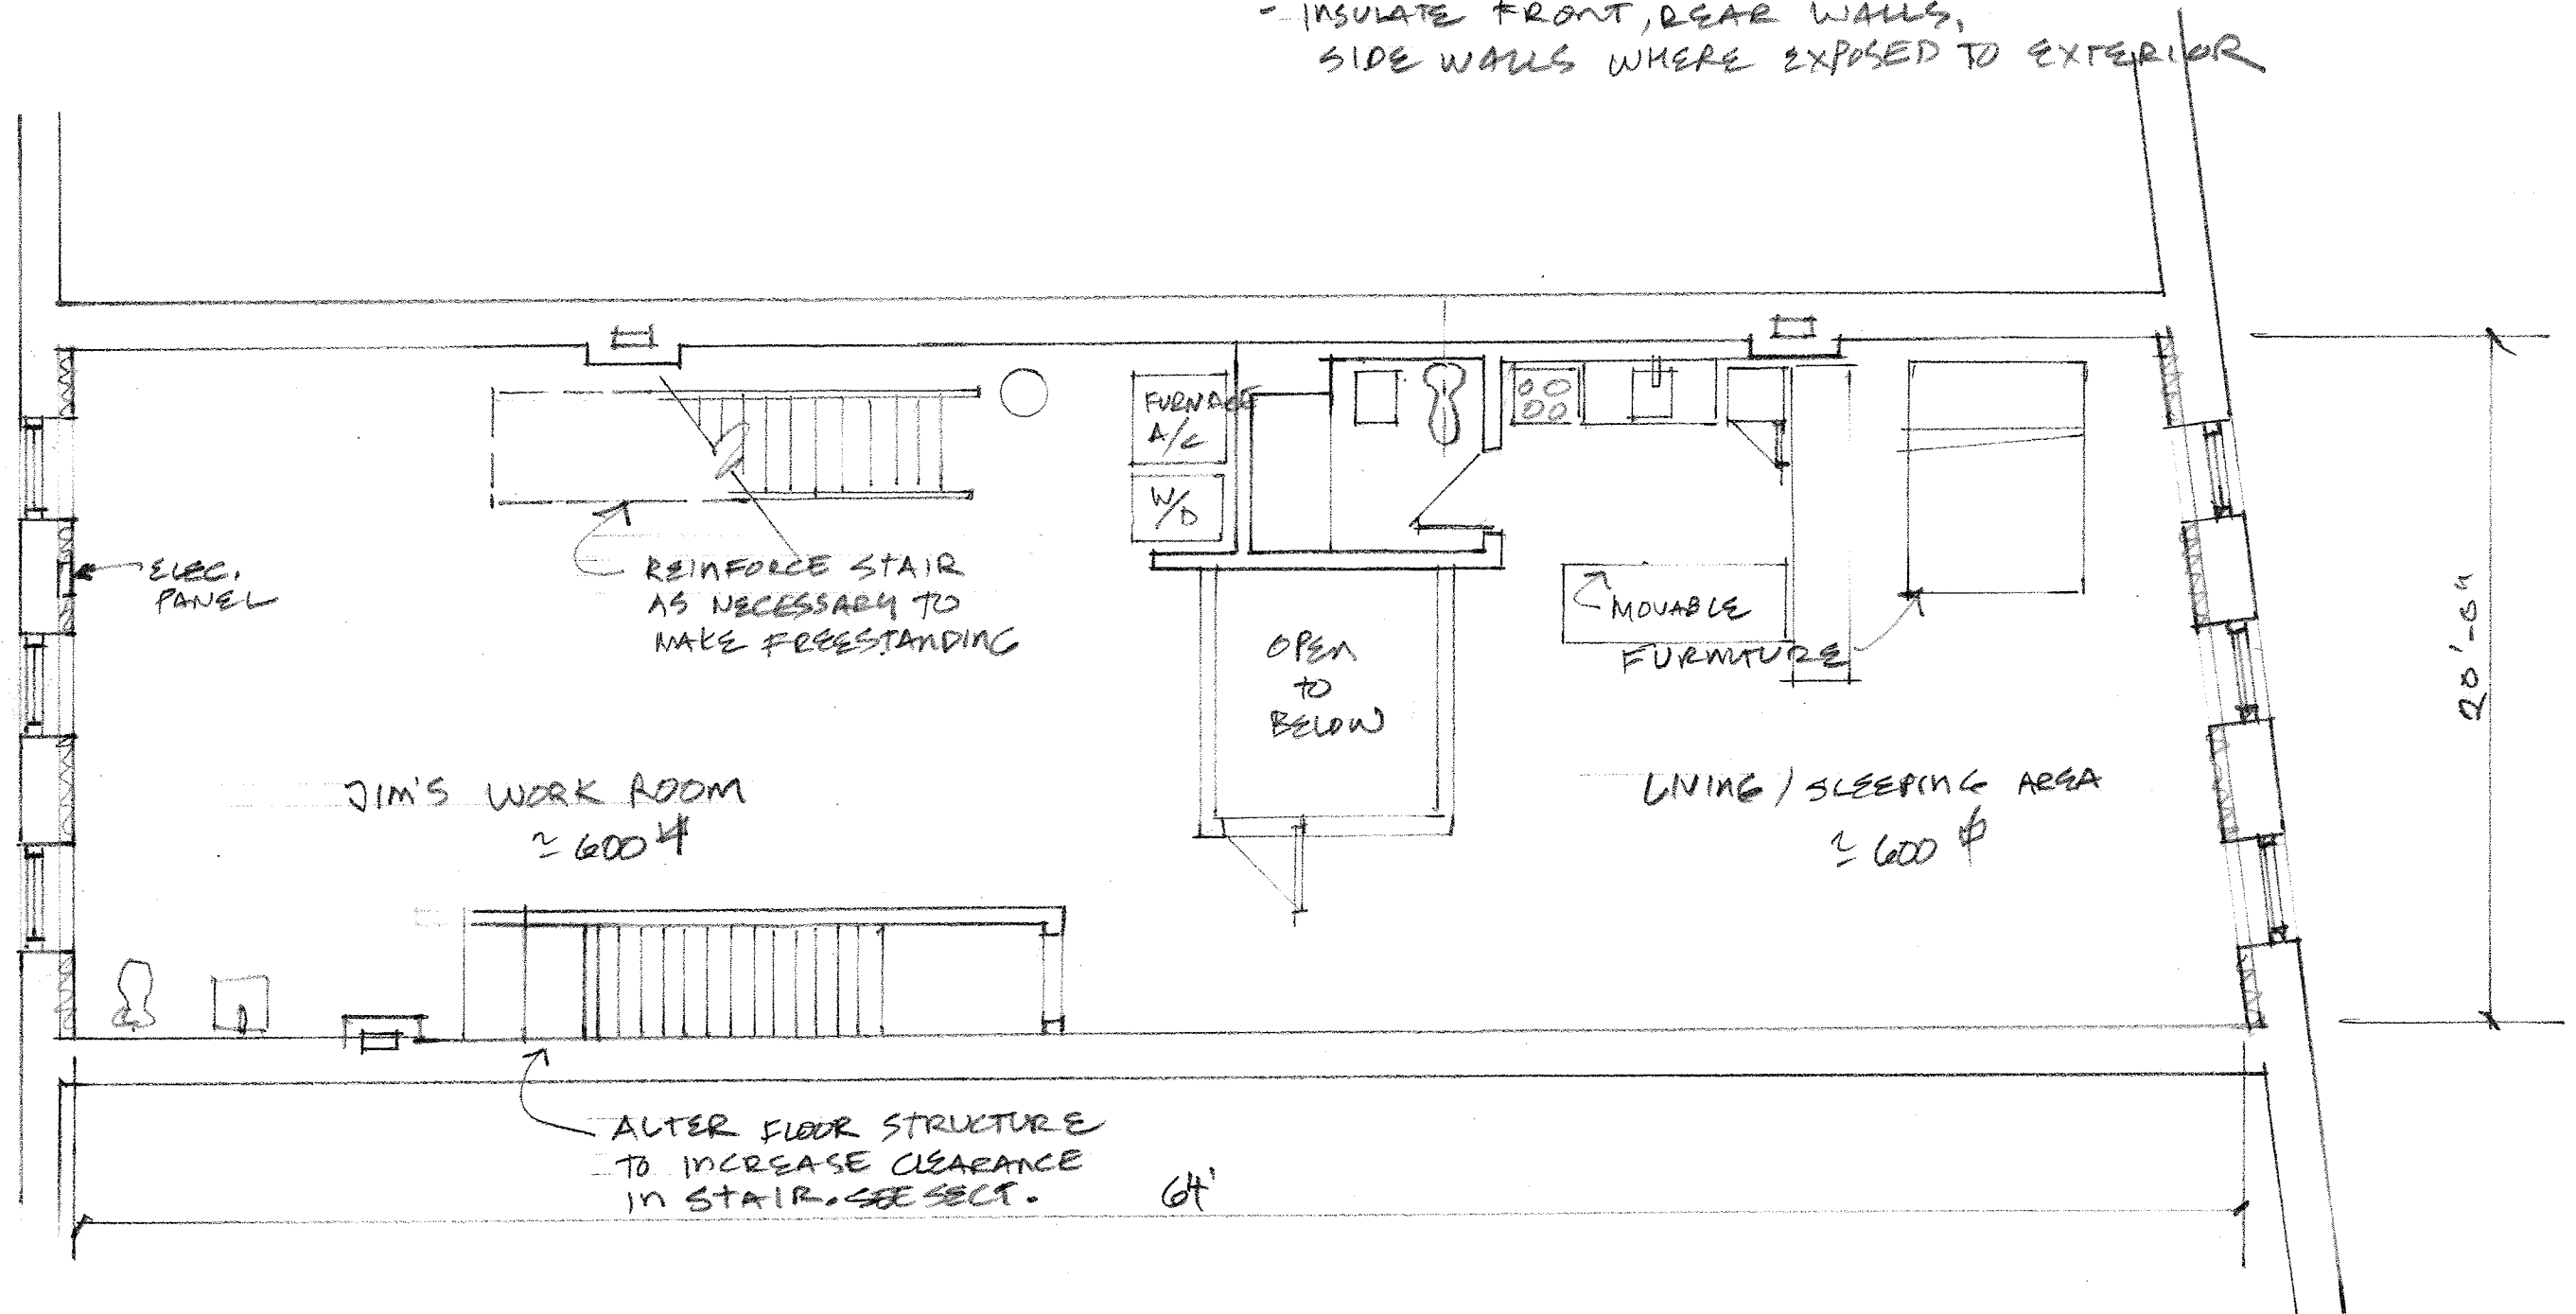 - INSULATE FRONT, REAR WALLS,
SIDE WALLS WHERE EXPOSED TO EXTERIOR
FURNACE
A/C
W/D
ELEC.
PANEL
REINFORCE STAIR
AS NECESSARY TO
MAKE FREESTANDING
MOVABLE
FURNITURE
OPEN
TO
BELOW
20'-0"
JIM'S WORK ROOM
≃ 600
LIVING / SLEEPING AREA
≃ 600
ALTER FLOOR STRUCTURE
TO INCREASE CLEARANCE
IN STAIR. SEE SECT.
64'